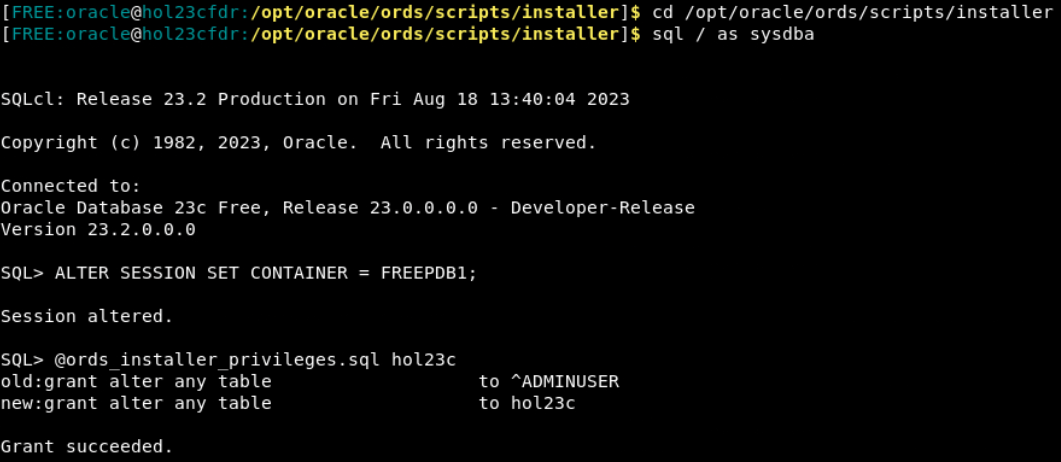 [FREE:oracle@hol23cfdr:/opt/oracle/ords/scripts/installer]$ cd /opt/oracle/ords/scripts/installer
[FREE:oracle@hol23cfdr:/opt/oracle/ords/scripts/installer]$ sql / as sysdba
SQLcl: Release 23.2 Production on Fri Aug 18 13:40:04 2023
Copyright (c) 1982, 2023, Oracle.  All rights reserved.
Connected to:
Oracle Database 23c Free, Release 23.0.0.0.0 - Developer-Release
Version 23.2.0.0.0
SQL> ALTER SESSION SET CONTAINER = FREEPDB1;
Session altered.
SQL> @ords_installer_privileges.sql hol23c
old:grant alter any table                   to ^ADMINUSER
new:grant alter any table                   to hol23c
Grant succeeded.